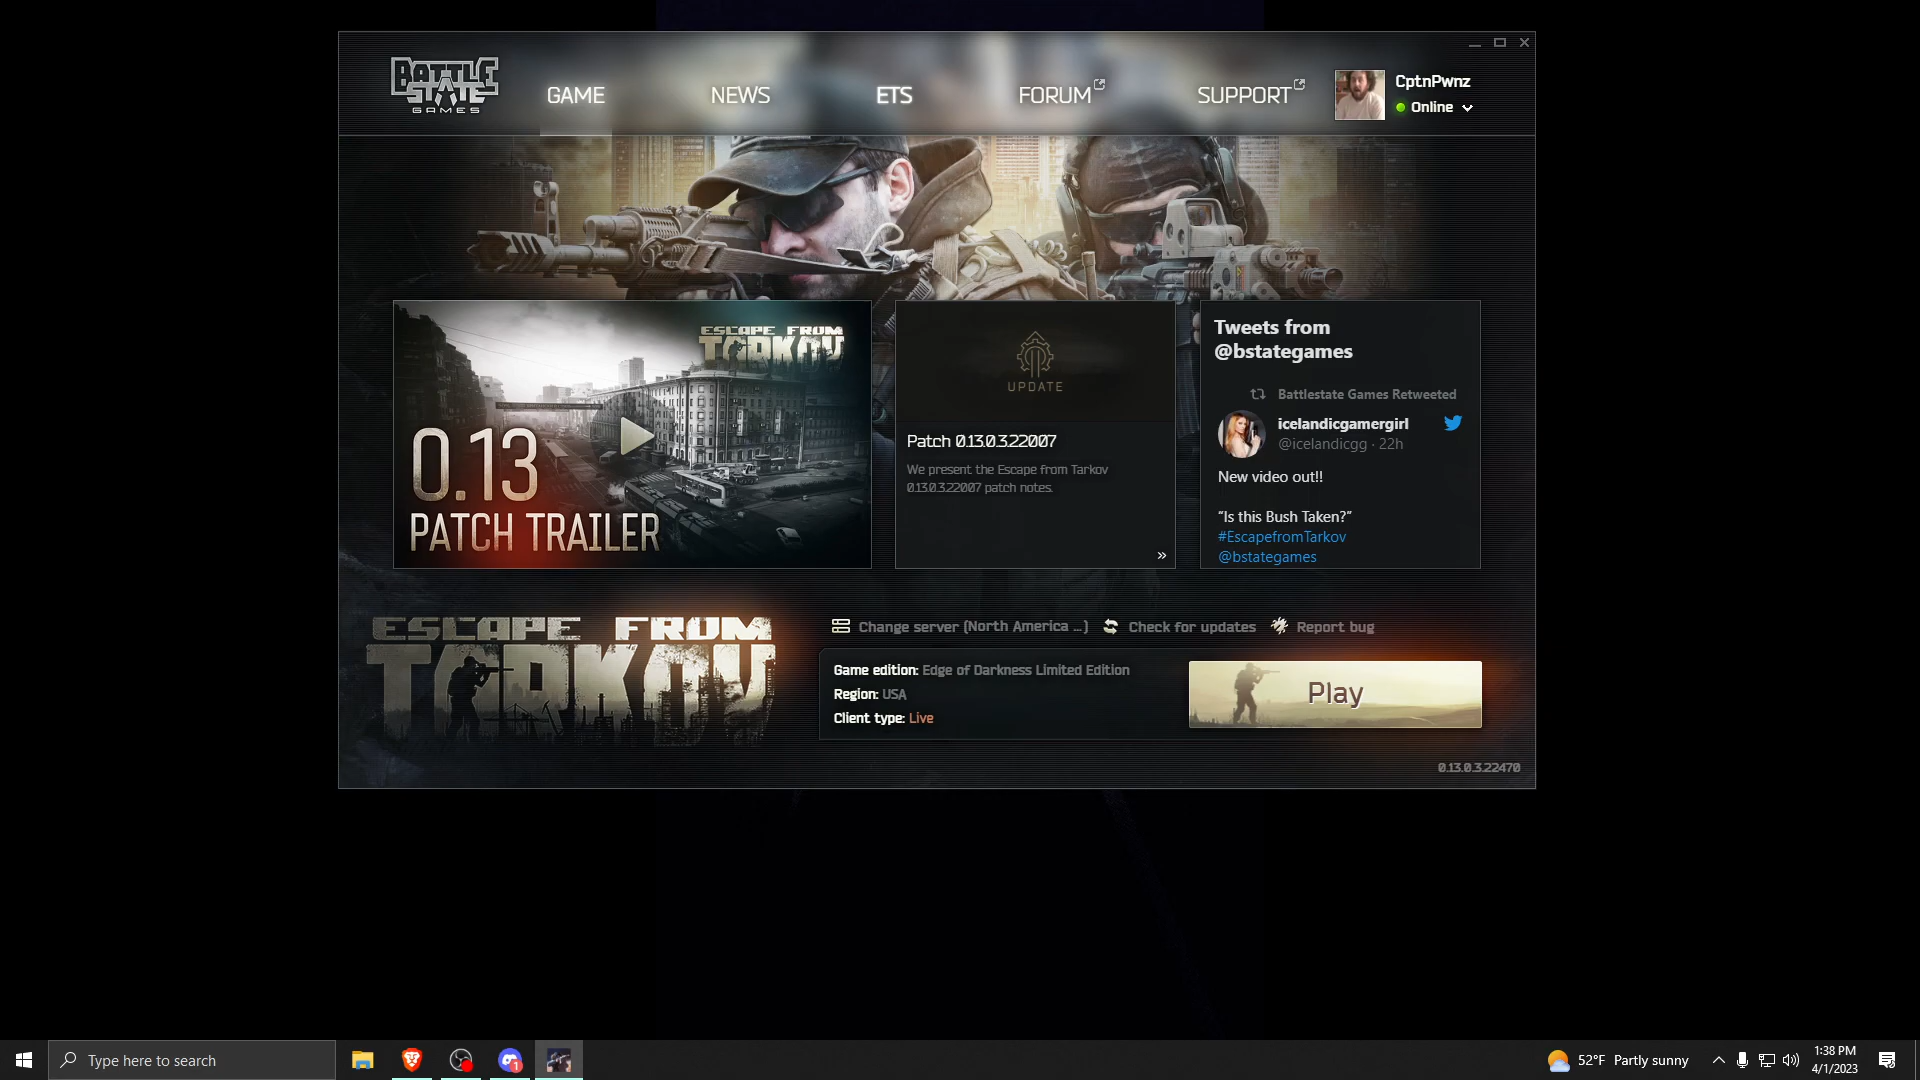 BATTLE
STATE
GAMES
GAME
NEWS
ETS
FORUM
SUPPORT
CptnPwnz
Online
ESCAPE FROM
TARKOV
0.13
PATCH TRAILER
UPDATE
Patch 0.13.0.3.22007
We present the Escape from Tarkov
0.13.0.3.22007 patch notes.
»
Tweets from
@bstategames
Battlestate Games Retweeted
icelandicgamergirl
@icelandicgg · 22h
New video out!!
“Is this Bush Taken?”
#EscapefromTarkov
@bstategames
ESCAPE FROM
TARKOV
Change server (North America ...)
Check for updates
Report bug
Game edition: Edge of Darkness Limited Edition
Region: USA
Client type: Live
Play
0.13.0.3.22470
Type here to search
1
52°F Partly sunny
1:38 PM
4/1/2023